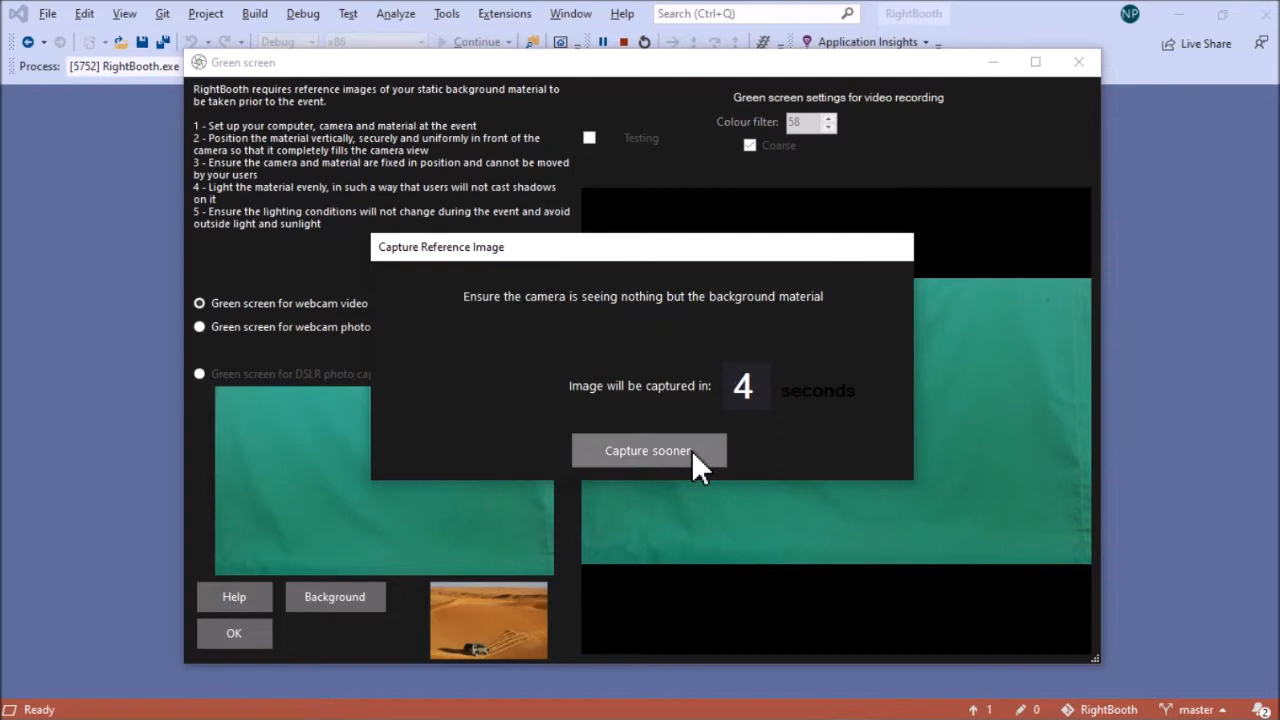 File Edit View Git Project Build Debug Test Analyze Tools Extensions Window Help Search (Ctrl+Q) RightBooth NP
Debug x86 Continue Application Insights Live Share
Process: [5752] RightBooth.exe
Green screen
RightBooth requires reference images of your static background material to
be taken prior to the event.
1 - Set up your computer, camera and material at the event
2 - Position the material vertically, securely and uniformly in front of the
camera so that it completely fills the camera view
3 - Ensure the camera and material are fixed in position and cannot be moved
by your users
4 - Light the material evenly, in such a way that users will not cast shadows
on it
5 - Ensure the lighting conditions will not change during the event and avoid
outside light and sunlight
Green screen settings for video recording
Colour filter: 58
Testing
Coarse
Capture Reference Image
Ensure the camera is seeing nothing but the background material
Image will be captured in: 4 seconds
Capture sooner
Green screen for webcam video
Green screen for webcam photo
Green screen for DSLR photo cap
Help Background
OK
Ready 1 0 RightBooth master 2